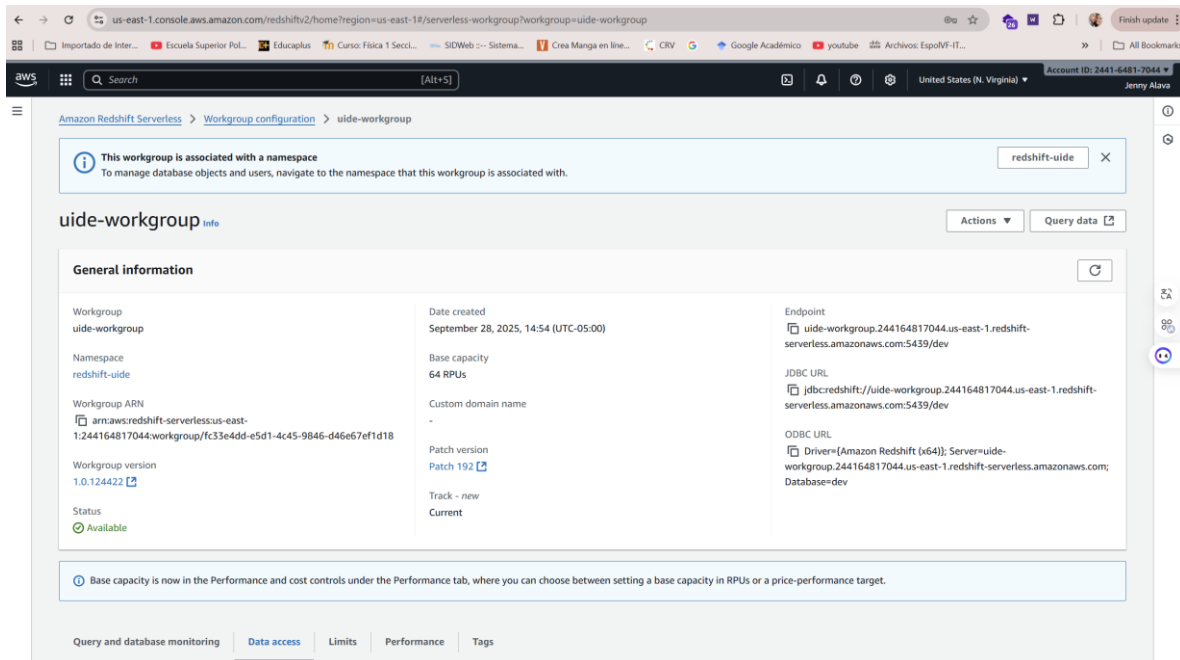 us-east-1.console.aws.amazon.com/redshiftv2/home?region=us-east-1#/serverless-workgroup?workgroup=uide-workgroup
Finish update
Importado de Inter... Escuela Superior Pol... Educaplus Curso: Física 1 Secci... SIDWeb :-- Sistema... Crea Manga en líne... CRV Google Académico youtube Archivos: EspolVF-IT... » All Bookmark
aws Search [Alt+S] United States (N. Virginia) Account ID: 2441-6481-7044
Jenny Alava
Amazon Redshift Serverless > Workgroup configuration > uide-workgroup
This workgroup is associated with a namespace
To manage database objects and users, navigate to the namespace that this workgroup is associated with.
redshift-uide
uide-workgroup Info
Actions
Query data
General information
Workgroup
uide-workgroup
Namespace
redshift-uide
Workgroup ARN
arn:aws:redshift-serverless:us-east-
1:244164817044:workgroup/fc33e4dd-e5d1-4c45-9846-d46e67ef1d18
Workgroup version
1.0.124422
Status
Available
Date created
September 28, 2025, 14:54 (UTC-05:00)
Base capacity
64 RPUs
Custom domain name
-
Patch version
Patch 192
Track - new
Current
Endpoint
uide-workgroup.244164817044.us-east-1.redshift-
serverless.amazonaws.com:5439/dev
JDBC URL
jdbc:redshift://uide-workgroup.244164817044.us-east-1.redshift-
serverless.amazonaws.com:5439/dev
ODBC URL
Driver={Amazon Redshift (x64)}; Server=uide-
workgroup.244164817044.us-east-1.redshift-serverless.amazonaws.com;
Database=dev
Base capacity is now in the Performance and cost controls under the Performance tab, where you can choose between setting a base capacity in RPUs or a price-performance target.
Query and database monitoring Data access Limits Performance Tags